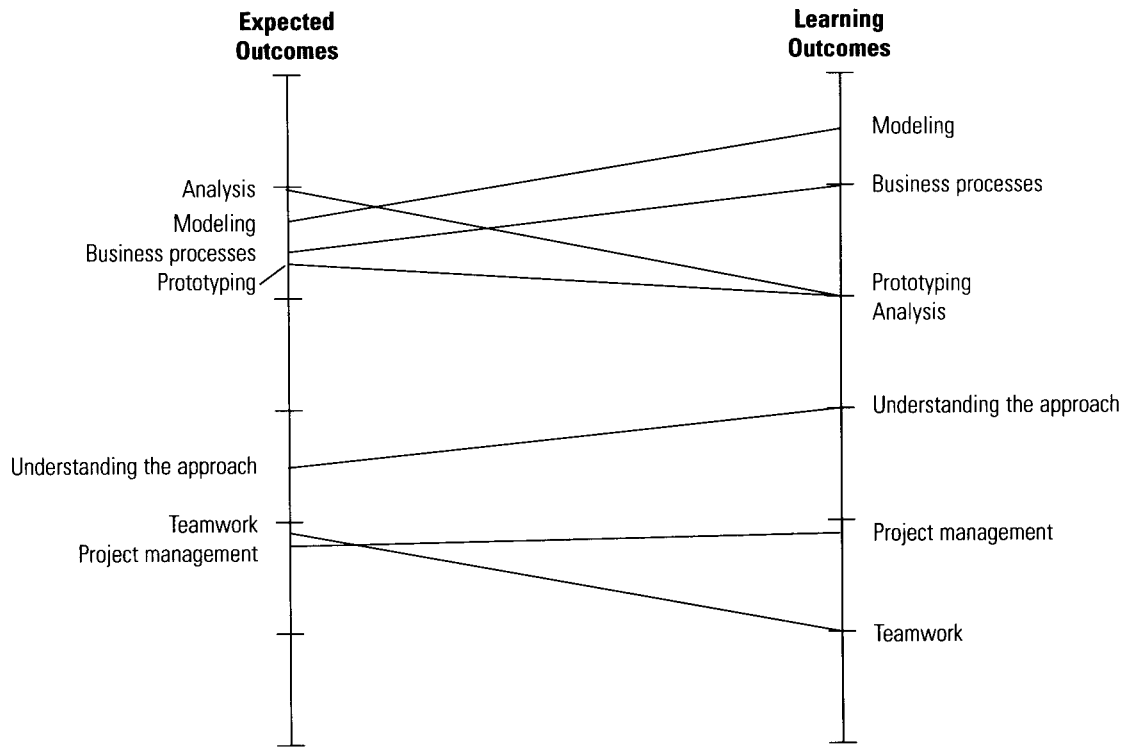 Expected
Outcomes
Learning
Outcomes
Analysis
Modeling
Business processes
Prototyping
Understanding the approach
Teamwork
Project management
Modeling
Business processes
Prototyping
Analysis
Understanding the approach
Project management
Teamwork